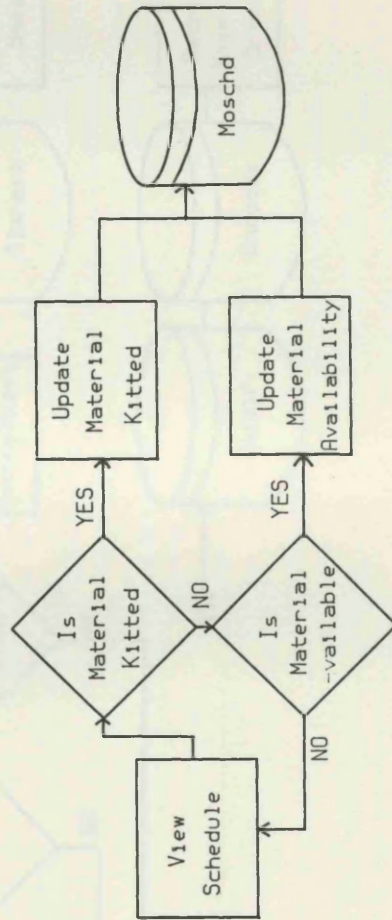 View
Schedule
Is
Material
Kitted
YES
NO
Update
Material
Kitted
Is
Material
-vailable
YES
NO
Update
Material
Availability
Moschd